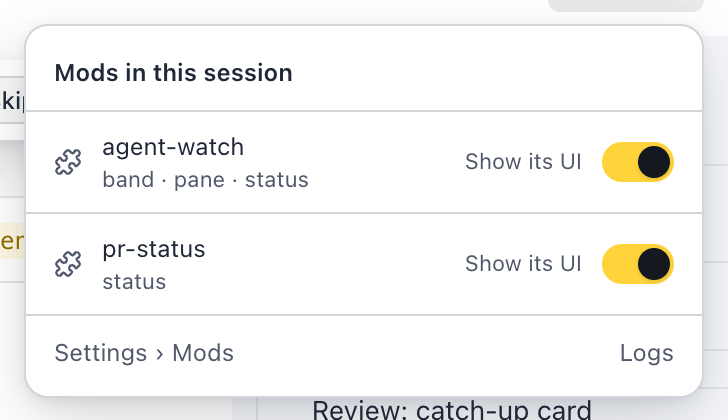 Mods in this session
agent-watch
band · pane · status
Show its UI
pr-status
status
Show its UI
Settings › Mods
Logs
Review: catch-up card